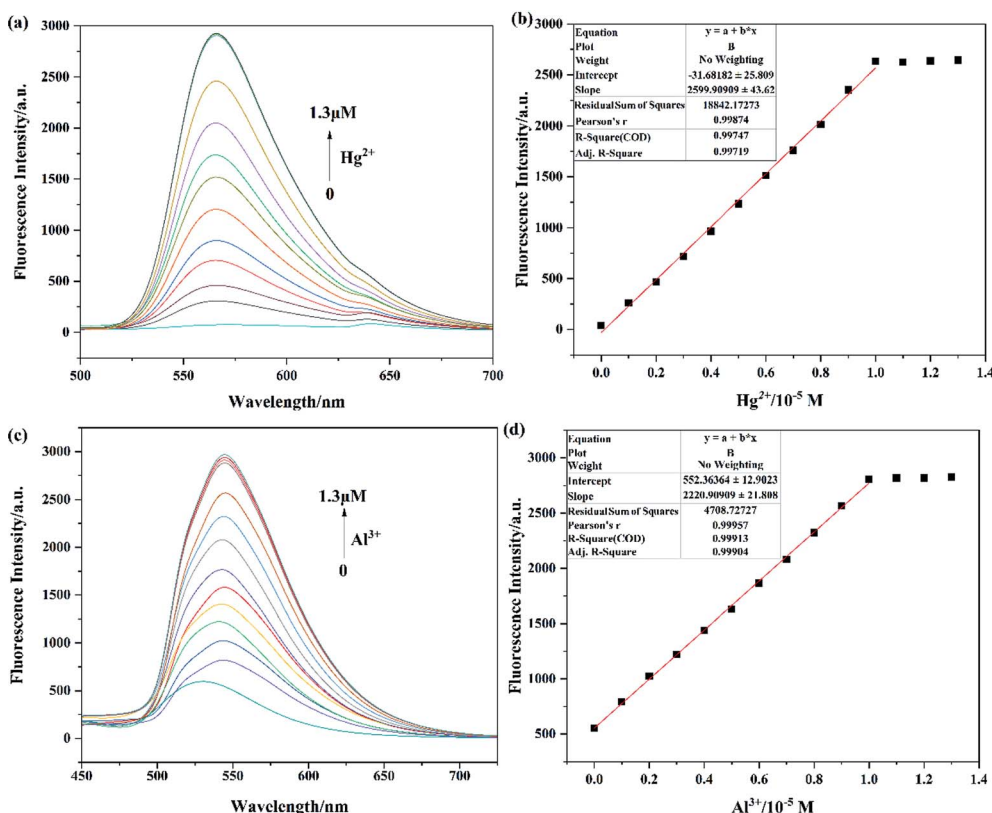 (a)
3000
2500
2000
1500
1000
500
0
Fluorescence Intensity/a.u.
1.3μM
Hg²⁺
0
500 550 600 650 700
Wavelength/nm
(b)
3000
2500
2000
1500
1000
500
0
Fluorescence Intensity/a.u.
Equation y = a + b*x
Plot B
Weight No Weighting
Intercept -31.68182 ± 25.809
Slope 2599.90909 ± 43.62
Residual Sum of Squares 18842.17273
Pearson's r 0.99874
R-Square(COD) 0.99747
Adj. R-Square 0.99719
0.0 0.2 0.4 0.6 0.8 1.0 1.2 1.4
Hg²⁺/10⁻⁵ M
(c)
3000
2500
2000
1500
1000
500
0
Fluorescence Intensity/a.u.
1.3μM
Al³⁺
0
450 500 550 600 650 700
Wavelength/nm
(d)
3000
2500
2000
1500
1000
500
Fluorescence Intensity/a.u.
Equation y = a + b*x
Plot B
Weight No Weighting
Intercept 552.36364 ± 12.9023
Slope 2220.90909 ± 21.808
Residual Sum of Squares 4708.72727
Pearson's r 0.99957
R-Square(COD) 0.99913
Adj. R-Square 0.99904
0.0 0.2 0.4 0.6 0.8 1.0 1.2 1.4
Al³⁺/10⁻⁵ M